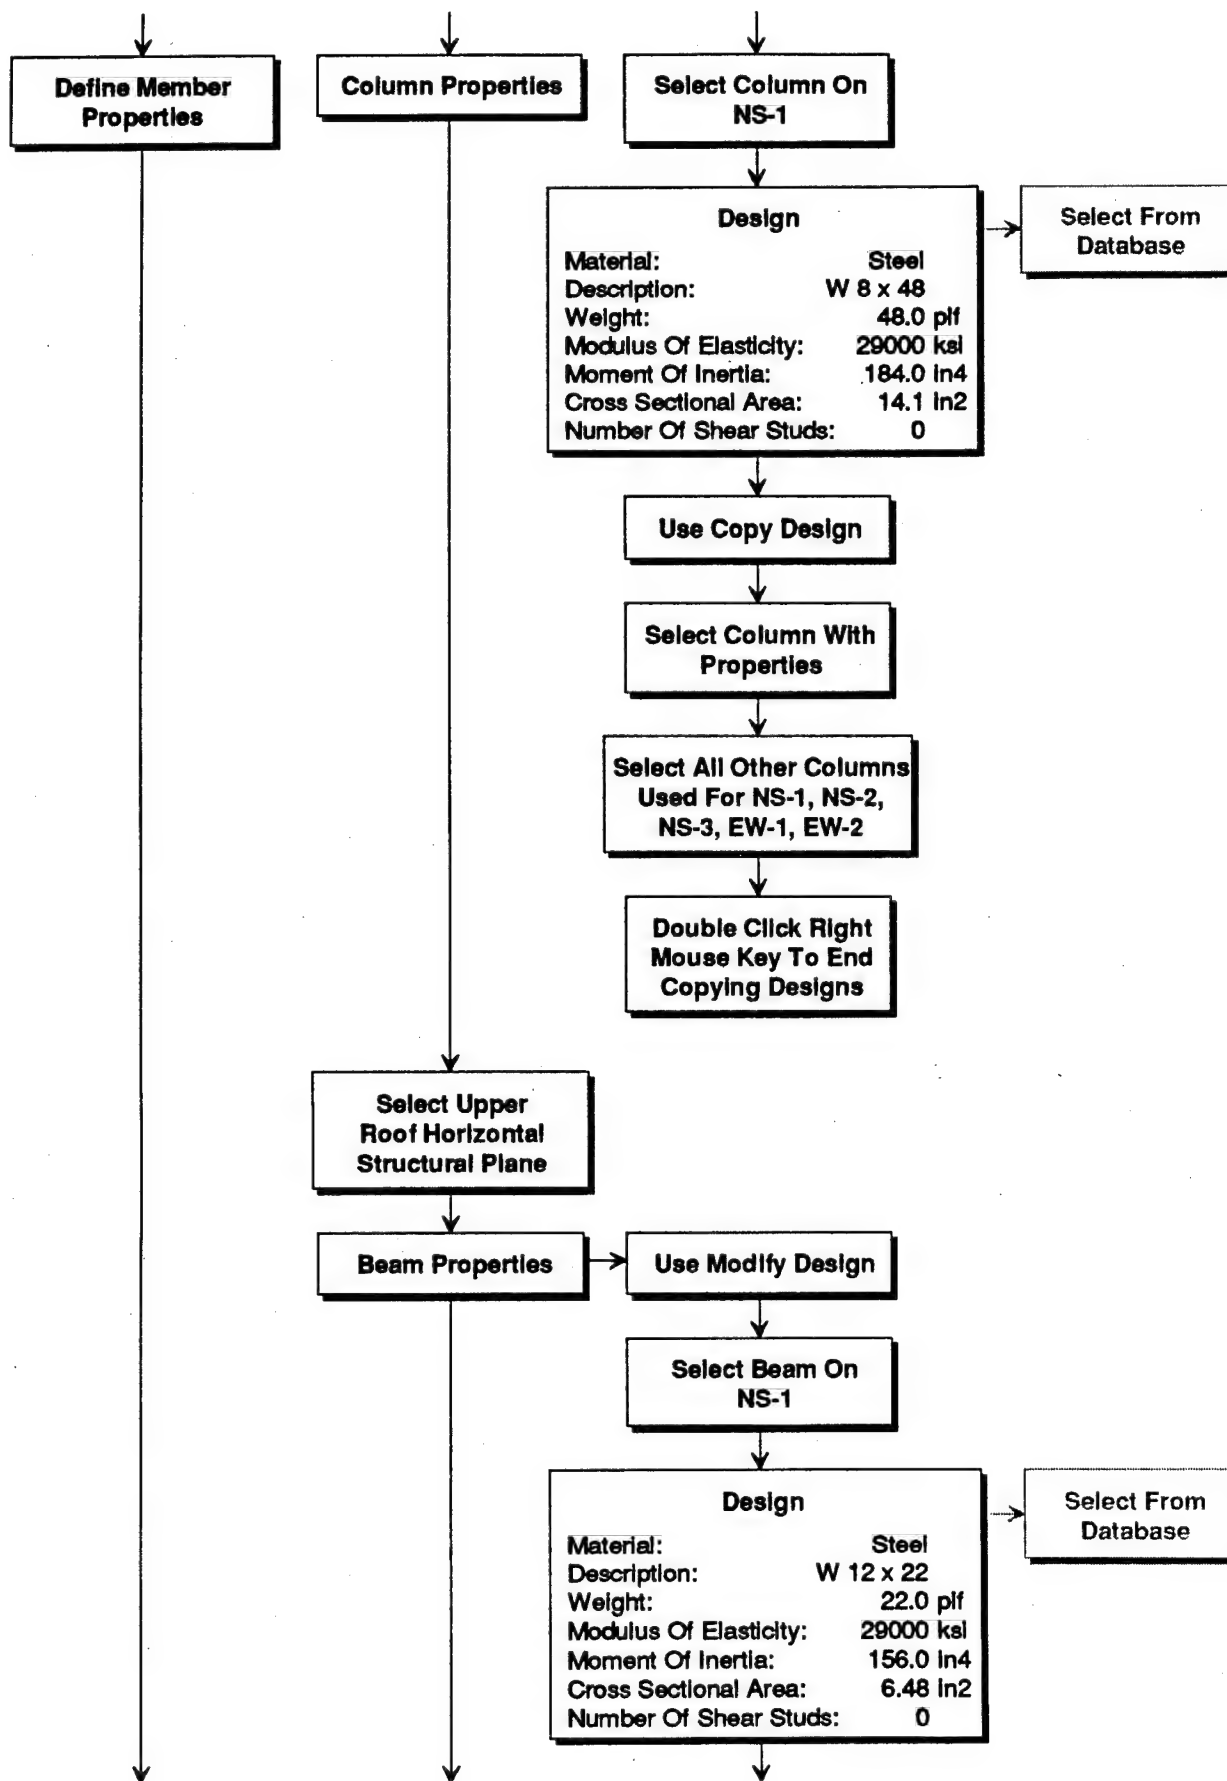 Define Member
Properties
Column Properties
Select Column On
NS-1
Design
Material: Steel
Description: W 8 x 48
Weight: 48.0 plf
Modulus Of Elasticity: 29000 ksi
Moment Of Inertia: 184.0 in4
Cross Sectional Area: 14.1 in2
Number Of Shear Studs: 0
Select From
Database
Use Copy Design
Select Column With
Properties
Select All Other Columns
Used For NS-1, NS-2,
NS-3, EW-1, EW-2
Double Click Right
Mouse Key To End
Copying Designs
Select Upper
Roof Horizontal
Structural Plane
Beam Properties
Use Modify Design
Select Beam On
NS-1
Design
Material: Steel
Description: W 12 x 22
Weight: 22.0 plf
Modulus Of Elasticity: 29000 ksi
Moment Of Inertia: 156.0 in4
Cross Sectional Area: 6.48 in2
Number Of Shear Studs: 0
Select From
Database